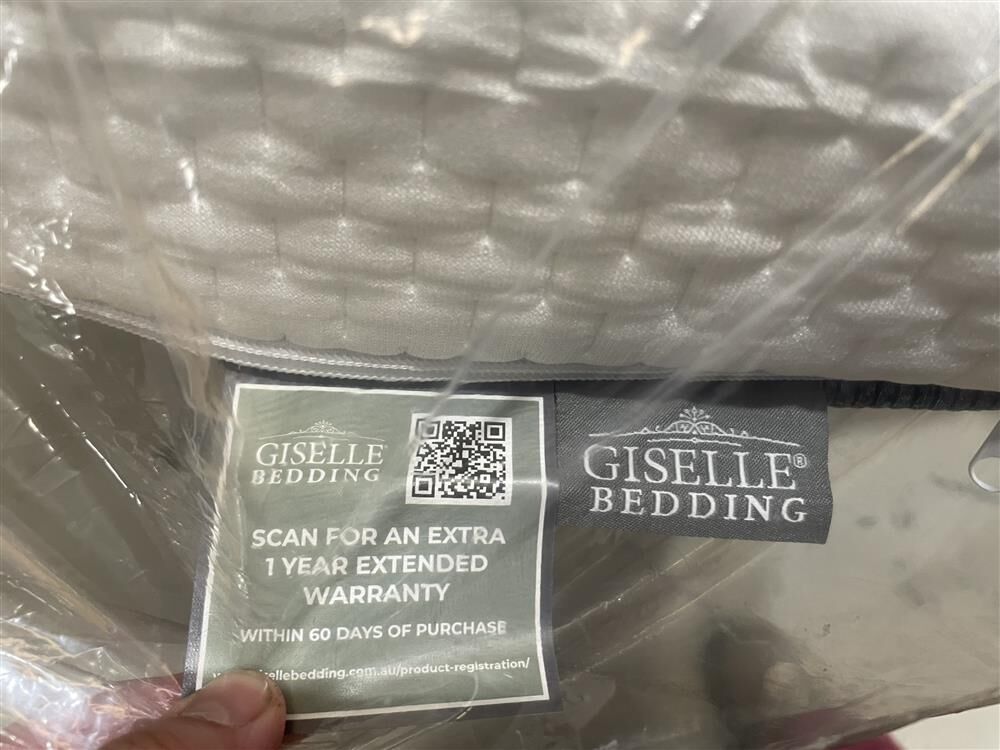 GISELLE
BEDDING
SCAN FOR AN EXTRA
1 YEAR EXTENDED
WARRANTY
WITHIN 60 DAYS OF PURCHASE
ellebedding.com.au/product-registration/
GISELLE®
BEDDING